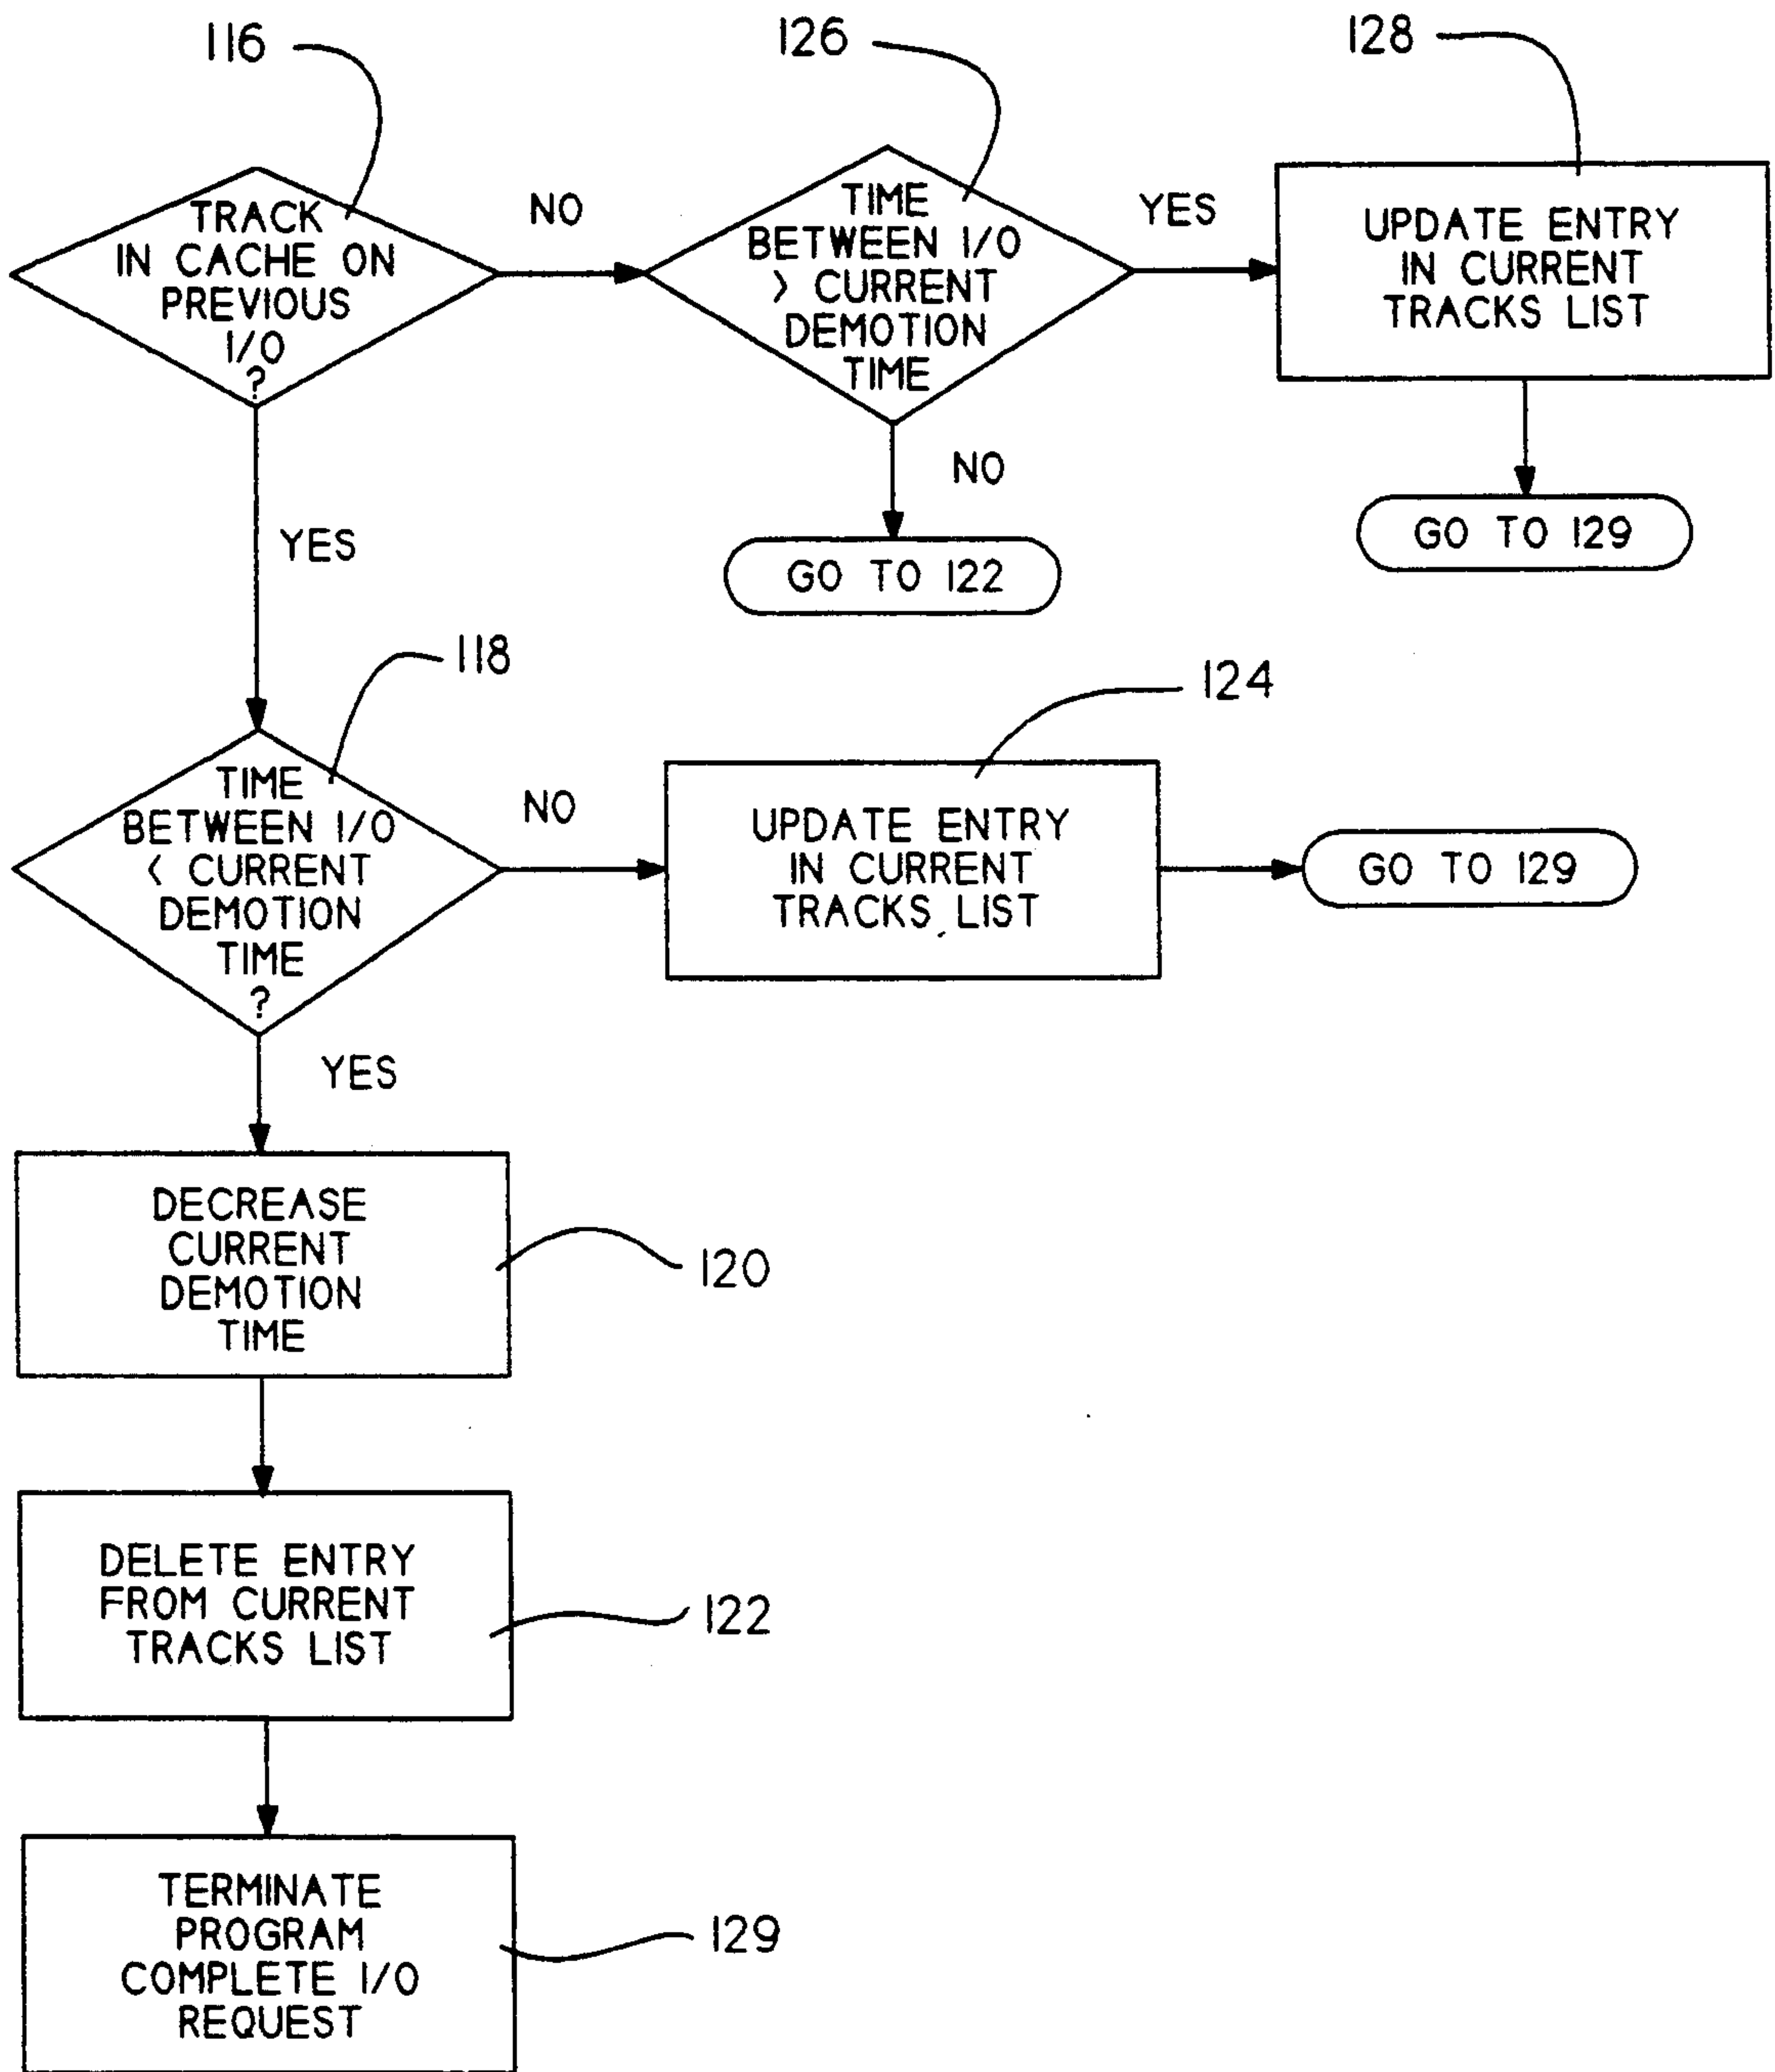 116
126
128
TRACK
IN CACHE ON
PREVIOUS
I/O
?
NO
TIME
BETWEEN I/O
> CURRENT
DEMOTION
TIME
YES
UPDATE ENTRY
IN CURRENT
TRACKS LIST
YES
NO
GO TO 122
GO TO 129
118
124
TIME
BETWEEN I/O
< CURRENT
DEMOTION
TIME
?
NO
UPDATE ENTRY
IN CURRENT
TRACKS LIST
GO TO 129
YES
DECREASE
CURRENT
DEMOTION
TIME
120
DELETE ENTRY
FROM CURRENT
TRACKS LIST
122
TERMINATE
PROGRAM
COMPLETE I/O
REQUEST
129